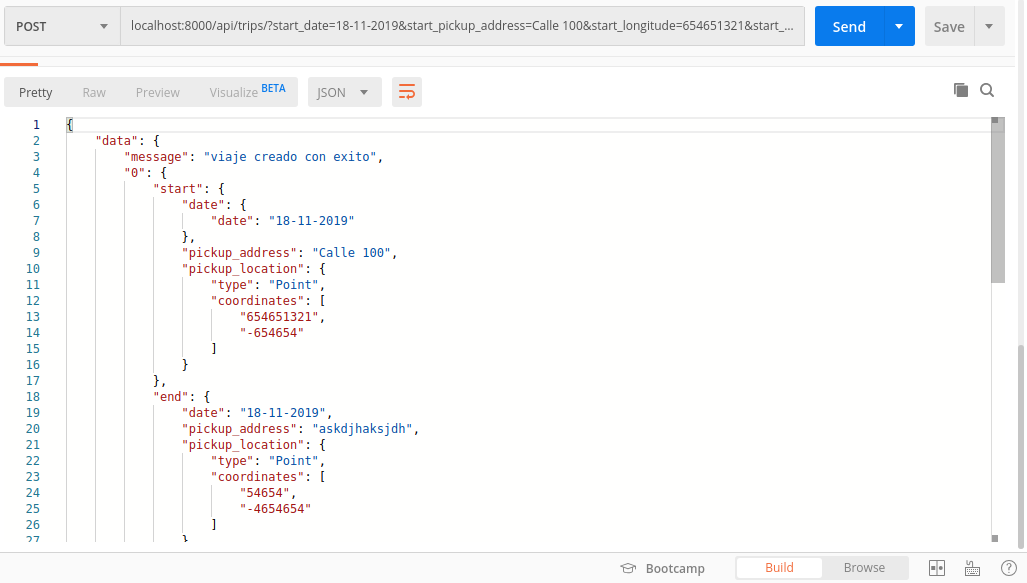 POST localhost:8000/api/trips/?start_date=18-11-2019&start_pickup_address=Calle 100&start_longitude=654651321&start_... Send Save
Pretty Raw Preview Visualize BETA JSON
1 {
2 "data": {
3 "message": "viaje creado con exito",
4 "0": {
5 "start": {
6 "date": {
7 "date": "18-11-2019"
8 },
9 "pickup_address": "Calle 100",
10 "pickup_location": {
11 "type": "Point",
12 "coordinates": [
13 "654651321",
14 "-654654"
15 ]
16 }
17 },
18 "end": {
19 "date": "18-11-2019",
20 "pickup_address": "askdjhaksjdh",
21 "pickup_location": {
22 "type": "Point",
23 "coordinates": [
24 "54654",
25 "-4654654"
26 ]
27 }
Bootcamp Build Browse ?